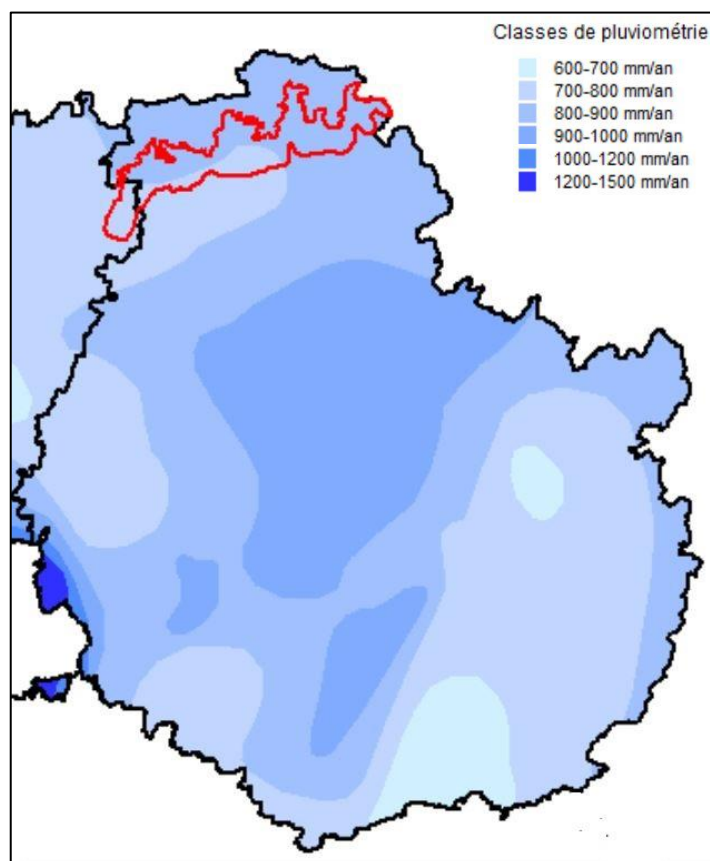 Classes de pluviométrie
600-700 mm/an
700-800 mm/an
800-900 mm/an
900-1000 mm/an
1000-1200 mm/an
1200-1500 mm/an